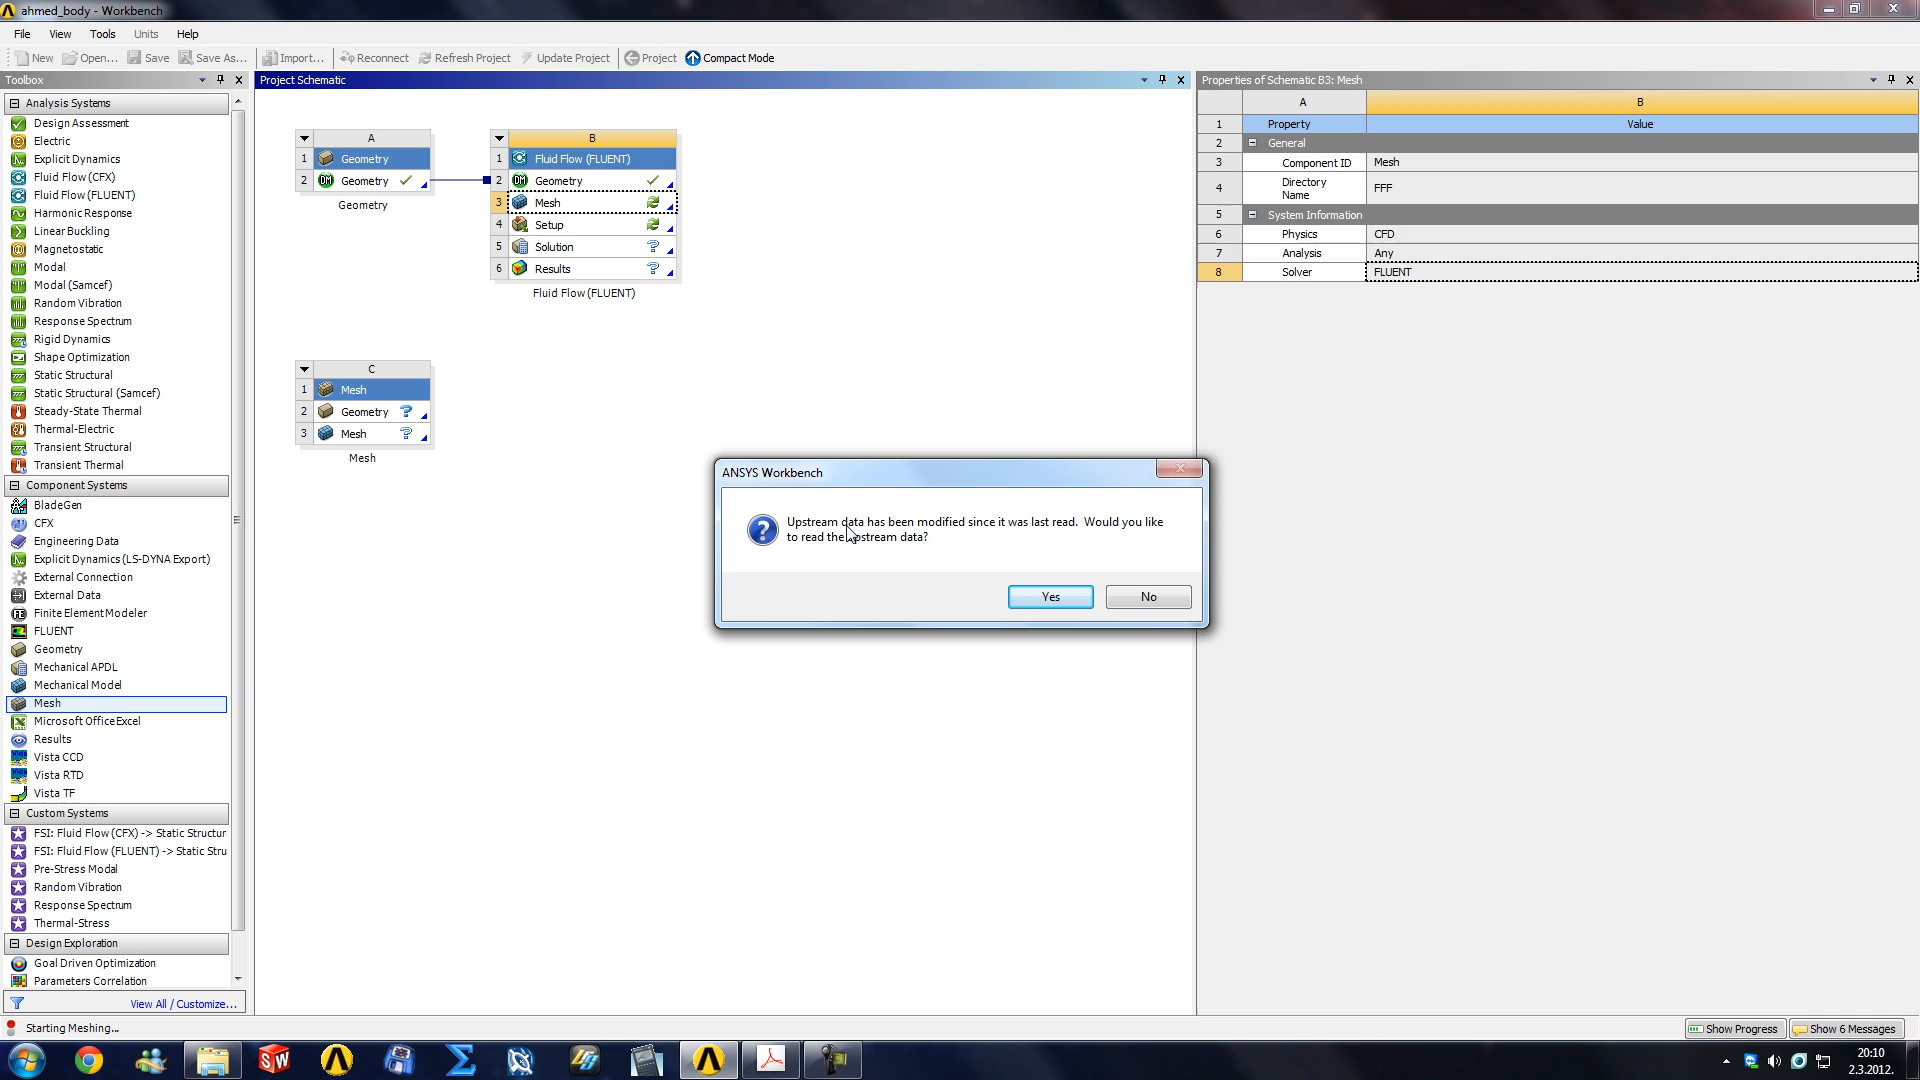 ahmed_body - Workbench
File View Tools Units Help
New Open... Save Save As... Import... Reconnect Refresh Project Update Project Project Compact Mode
Toolbox
Analysis Systems
Design Assessment
Electric
Explicit Dynamics
Fluid Flow (CFX)
Fluid Flow (FLUENT)
Harmonic Response
Linear Buckling
Magnetostatic
Modal
Modal (Samcef)
Random Vibration
Response Spectrum
Rigid Dynamics
Shape Optimization
Static Structural
Static Structural (Samcef)
Steady-State Thermal
Thermal-Electric
Transient Structural
Transient Thermal
Component Systems
BladeGen
CFX
Engineering Data
Explicit Dynamics (LS-DYNA Export)
External Connection
External Data
Finite Element Modeler
FLUENT
Geometry
Mechanical APDL
Mechanical Model
Mesh
Microsoft Office Excel
Results
Vista CCD
Vista RTD
Vista TF
Custom Systems
FSI: Fluid Flow (CFX) -> Static Structur
FSI: Fluid Flow (FLUENT) -> Static Stru
Pre-Stress Modal
Random Vibration
Response Spectrum
Thermal-Stress
Design Exploration
Goal Driven Optimization
Parameters Correlation
View All / Customize...
Project Schematic
A
1 Geometry
2 DM Geometry
Geometry
B
1 Fluid Flow (FLUENT)
2 DM Geometry
3 Mesh
4 Setup
5 Solution
6 Results
Fluid Flow (FLUENT)
C
1 Mesh
2 Geometry
3 Mesh
Mesh
Properties of Schematic B3: Mesh
A B
1 Property Value
2 General
3 Component ID Mesh
4 Directory Name FFF
5 System Information
6 Physics CFD
7 Analysis Any
8 Solver FLUENT
ANSYS Workbench
Upstream data has been modified since it was last read. Would you like
to read the upstream data?
Yes No
Starting Meshing...
Show Progress Show 6 Messages
SW
20:10
2.3.2012.